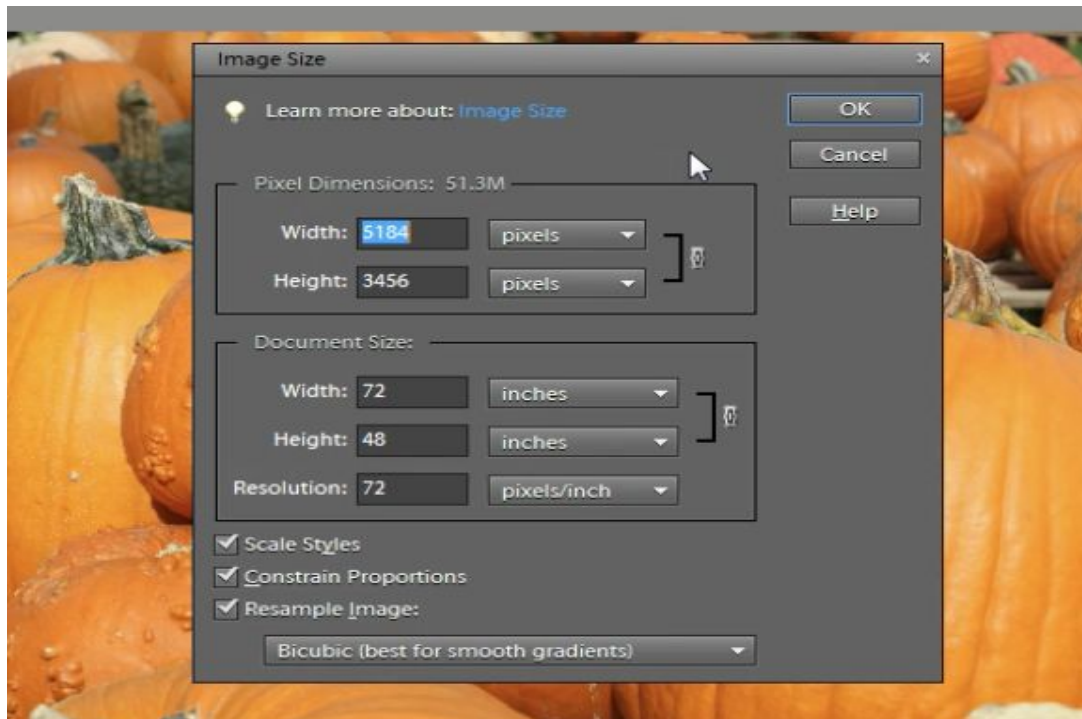 Image Size
Learn more about: Image Size
OK
Cancel
Help
Pixel Dimensions: 51.3M
Width: 5184 pixels
Height: 3456 pixels
Document Size:
Width: 72 inches
Height: 48 inches
Resolution: 72 pixels/inch
Scale Styles
Constrain Proportions
Resample Image:
Bicubic (best for smooth gradients)